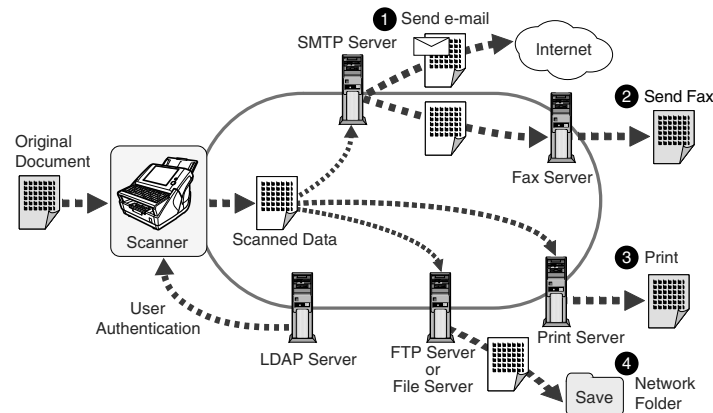 1 Send e-mail
SMTP Server
Internet
2 Send Fax
Original
Document
Fax Server
Scanner
Scanned Data
3 Print
User
Authentication
LDAP Server
FTP Server
or
File Server
Print Server
4
Save
Network
Folder